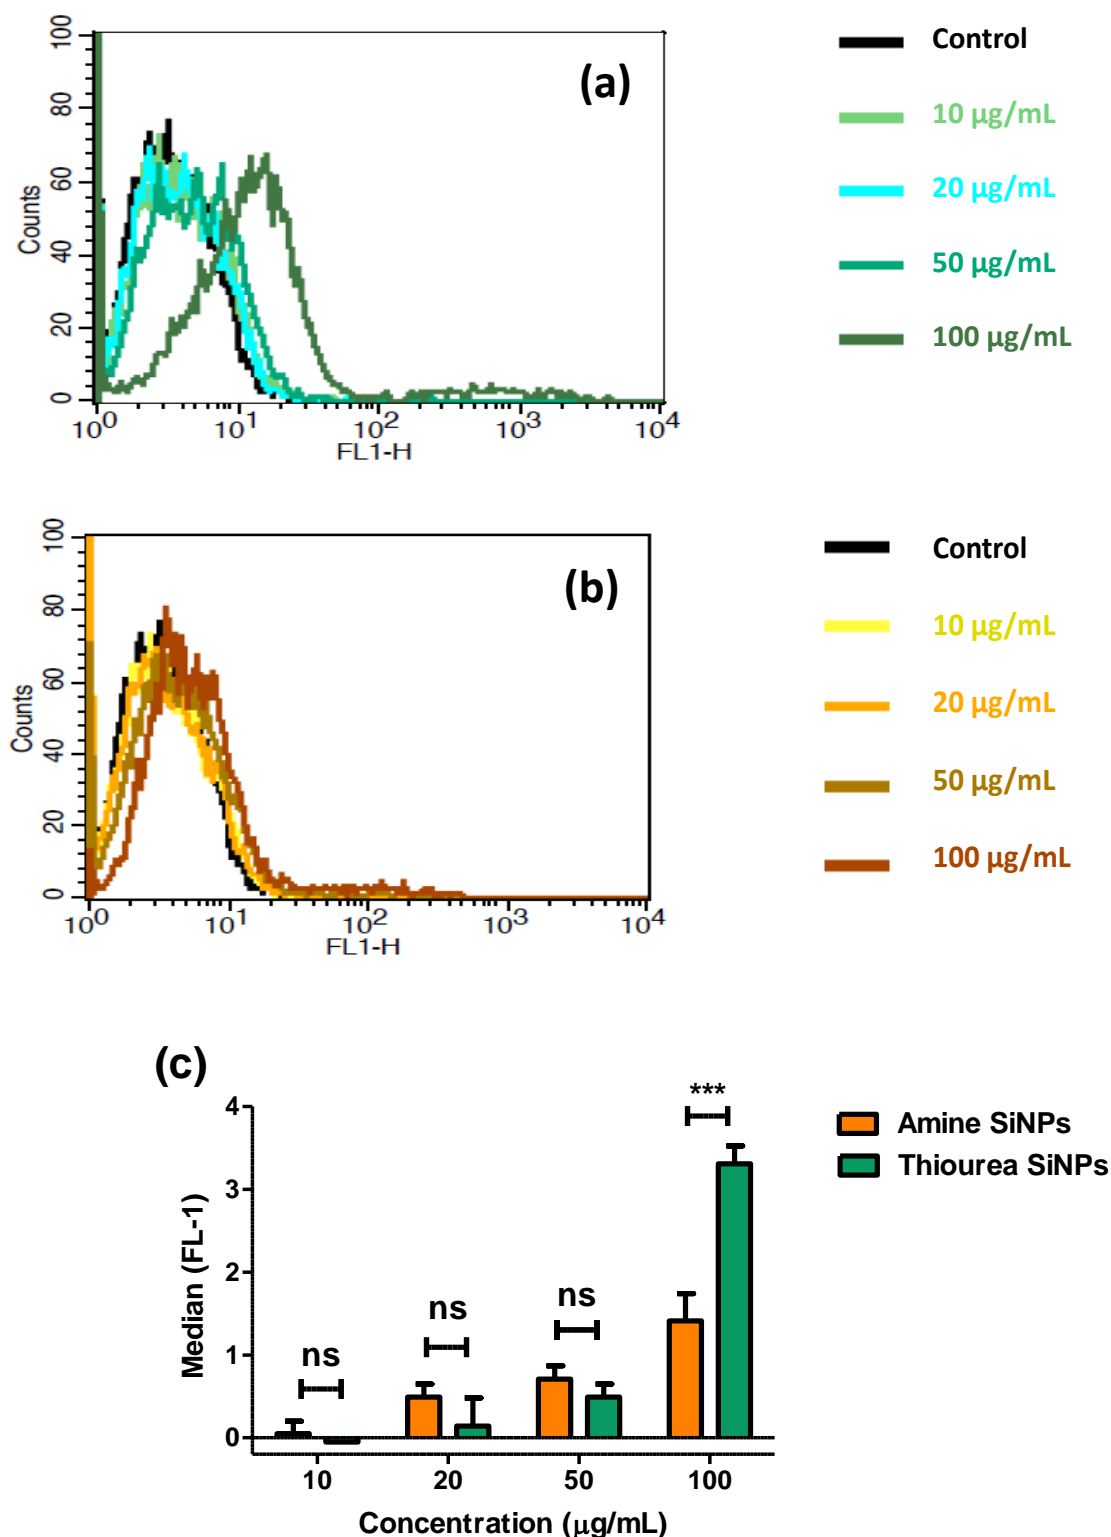 (a)
100
80
60
40
20
0
Counts
10^0 10^1 10^2 10^3 10^4
FL1-H
Control
10 µg/mL
20 µg/mL
50 µg/mL
100 µg/mL
(b)
100
80
60
40
20
0
Counts
10^0 10^1 10^2 10^3 10^4
FL1-H
Control
10 µg/mL
20 µg/mL
50 µg/mL
100 µg/mL
(c)
4
3
2
1
0
Median (FL-1)
ns
ns
ns
***
10 20 50 100
Concentration (µg/mL)
Amine SiNPs
Thiourea SiNPs